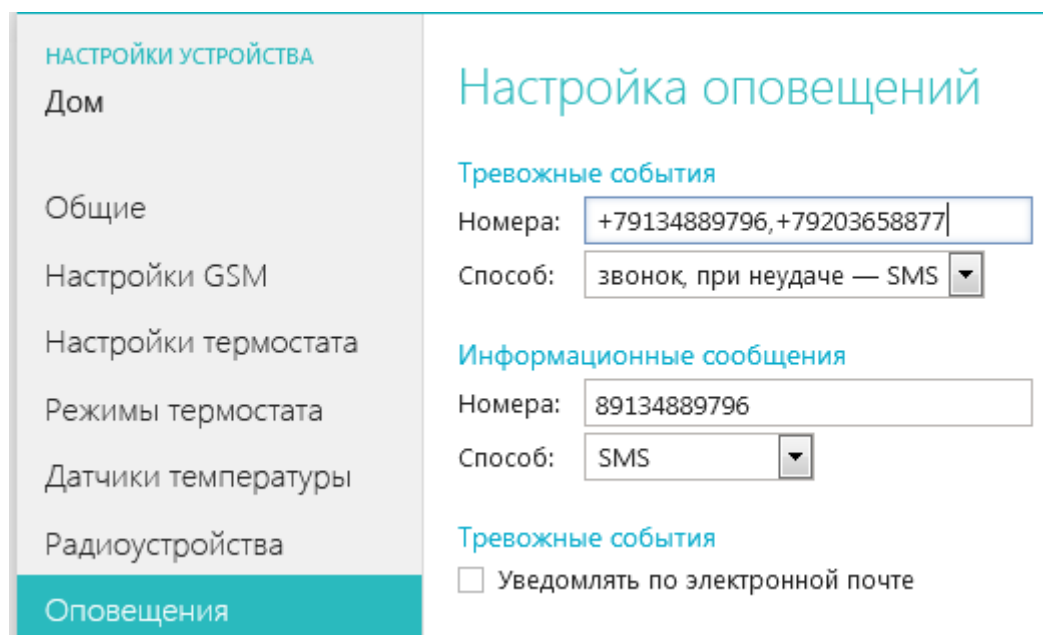 НАСТРОЙКИ УСТРОЙСТВА
Дом
Общие
Настройки GSM
Настройки термостата
Режимы термостата
Датчики температуры
Радиоустройства
Оповещения
Настройка оповещений
Тревожные события
Номера: +79134889796,+79203658877
Способ: звонок, при неудаче — SMS
Информационные сообщения
Номера: 89134889796
Способ: SMS
Тревожные события
Уведомлять по электронной почте